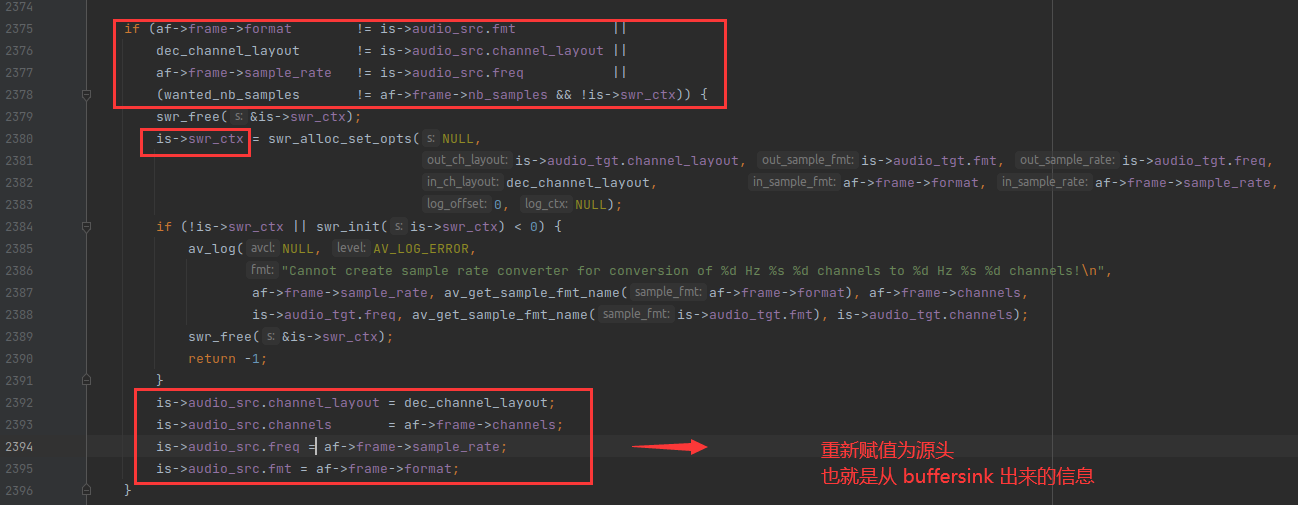 2374
2375 if (af->frame->format != is->audio_src.fmt ||
2376 dec_channel_layout != is->audio_src.channel_layout ||
2377 af->frame->sample_rate != is->audio_src.freq ||
2378 (wanted_nb_samples != af->frame->nb_samples && !is->swr_ctx)) {
2379 swr_free( s: &is->swr_ctx);
2380 is->swr_ctx = swr_alloc_set_opts( s: NULL,
2381 out_ch_layout: is->audio_tgt.channel_layout, out_sample_fmt: is->audio_tgt.fmt, out_sample_rate: is->audio_tgt.freq,
2382 in_ch_layout: dec_channel_layout, in_sample_fmt: af->frame->format, in_sample_rate: af->frame->sample_rate,
2383 log_offset: 0, log_ctx: NULL);
2384 if (!is->swr_ctx || swr_init( s: is->swr_ctx) < 0) {
2385 av_log( avcl: NULL, level: AV_LOG_ERROR,
2386 fmt: "Cannot create sample rate converter for conversion of %d Hz %s %d channels to %d Hz %s %d channels!\n",
2387 af->frame->sample_rate, av_get_sample_fmt_name( sample_fmt: af->frame->format), af->frame->channels,
2388 is->audio_tgt.freq, av_get_sample_fmt_name( sample_fmt: is->audio_tgt.fmt), is->audio_tgt.channels);
2389 swr_free( s: &is->swr_ctx);
2390 return -1;
2391 }
2392 is->audio_src.channel_layout = dec_channel_layout;
2393 is->audio_src.channels = af->frame->channels;
2394 is->audio_src.freq = af->frame->sample_rate;
2395 is->audio_src.fmt = af->frame->format;
2396 }
重新赋值为源头
也就是从 buffersink 出来的信息